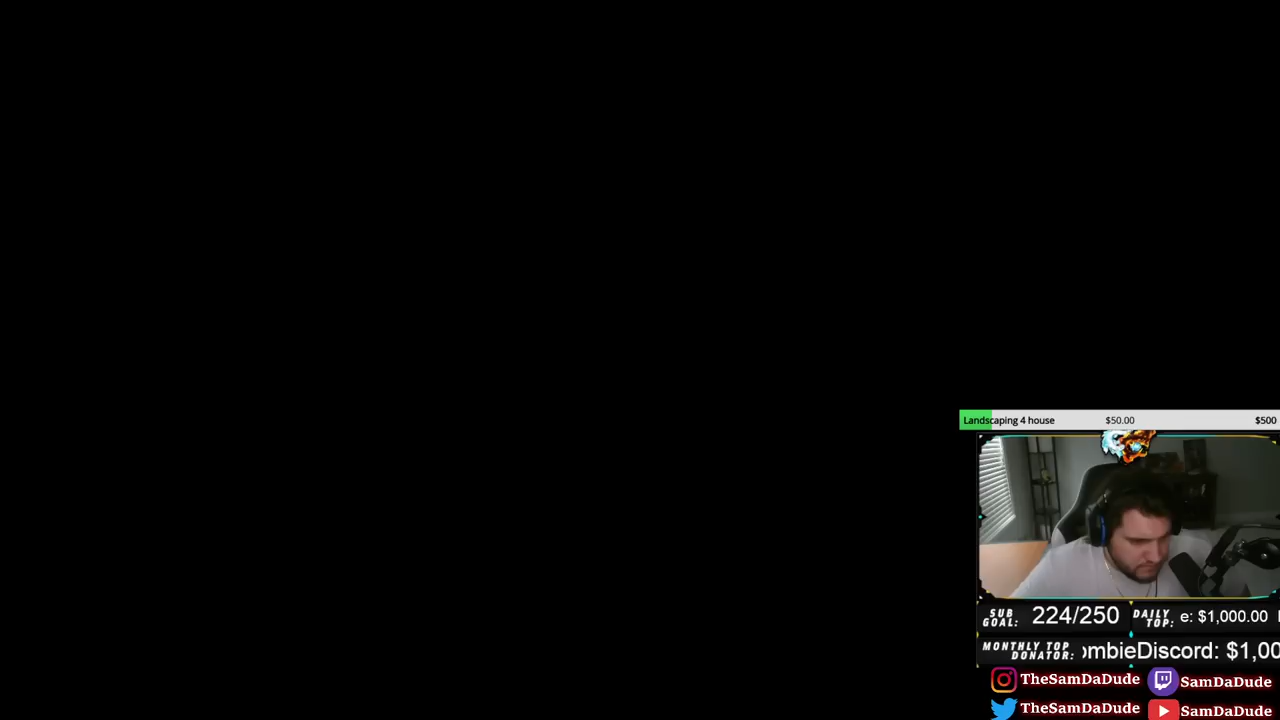 Landscaping 4 house $50.00 $500
SUB GOAL: 224/250 DAILY TOP: e: $1,000.00
MONTHLY TOP DONATOR: ombieDiscord: $1,00
TheSamDaDude SamDaDude
TheSamDaDude SamDaDude